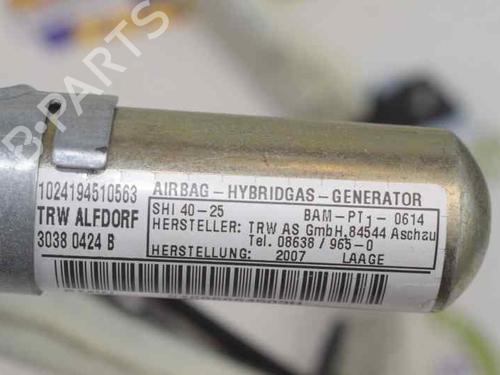 B-PARTS
1024194510563
TRW ALFDORF
3038 0424 B
AIRBAG-HYBRIDGAS-GENERATOR
SHI 40-25 BAM-PT1-0614
HERSTELLER: TRW AS GmbH,84544 Aschau
Tel. 08638/965-0
HERSTELLUNG: 2007 LAAGE